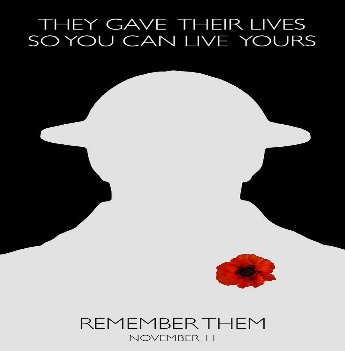 THEY GAVE THEIR LIVES
SO YOU CAN LIVE YOURS
REMEMBER THEM
NOVEMBER 11